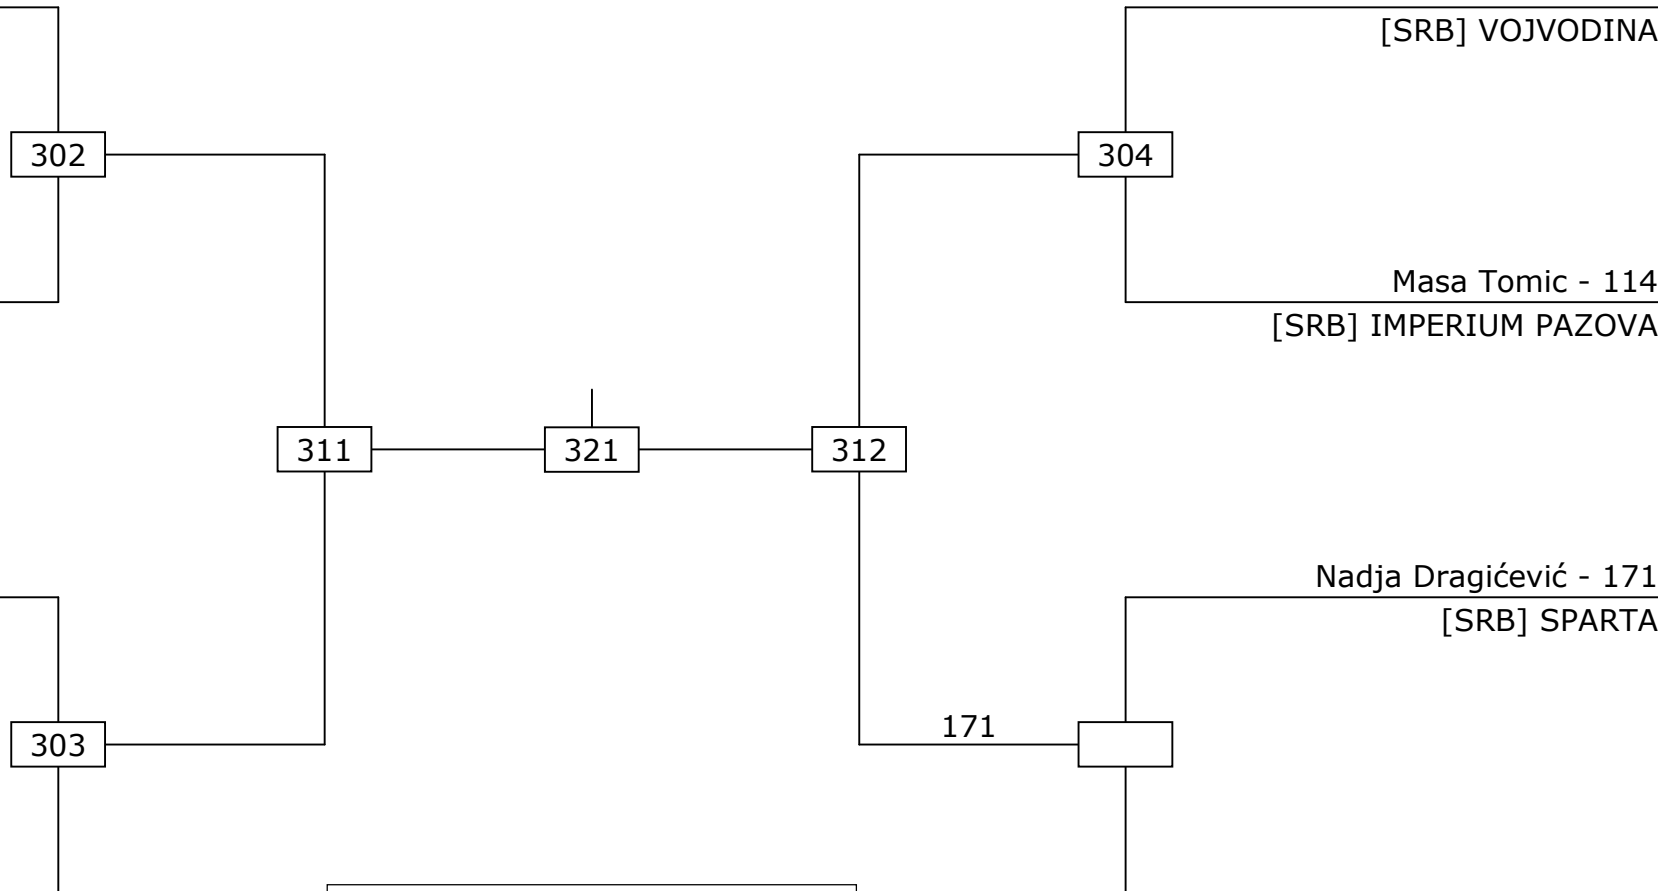 [SRB] VOJVODINA
302
304
Masa Tomic - 114
[SRB] IMPERIUM PAZOVA
311
321
312
Nadja Dragićević - 171
[SRB] SPARTA
171
303